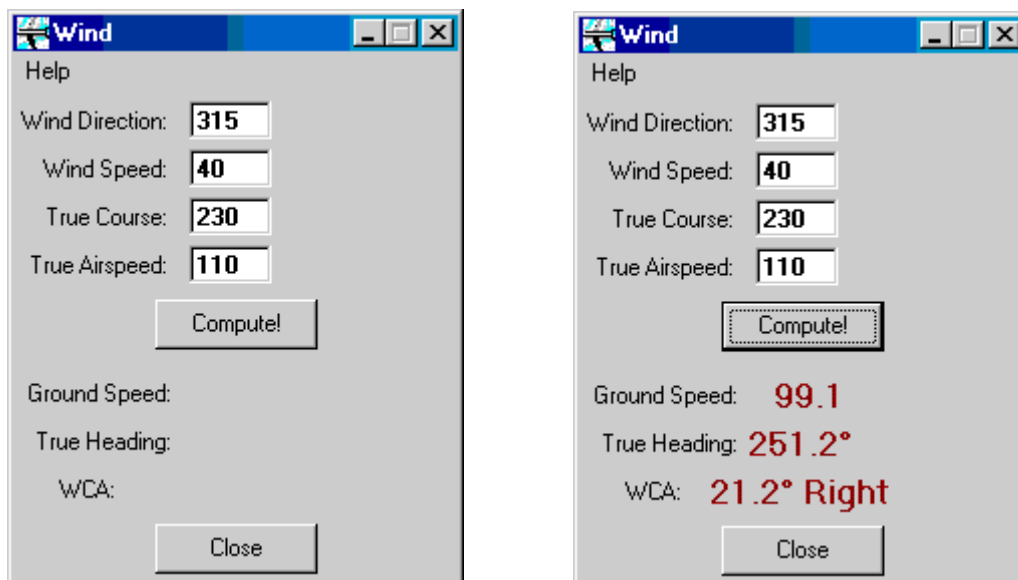 Wind
Help
Wind Direction: 315
Wind Speed: 40
True Course: 230
True Airspeed: 110
Compute!
Ground Speed:
True Heading:
WCA:
Close
Wind
Help
Wind Direction: 315
Wind Speed: 40
True Course: 230
True Airspeed: 110
Compute!
Ground Speed: 99.1
True Heading: 251.2°
WCA: 21.2° Right
Close